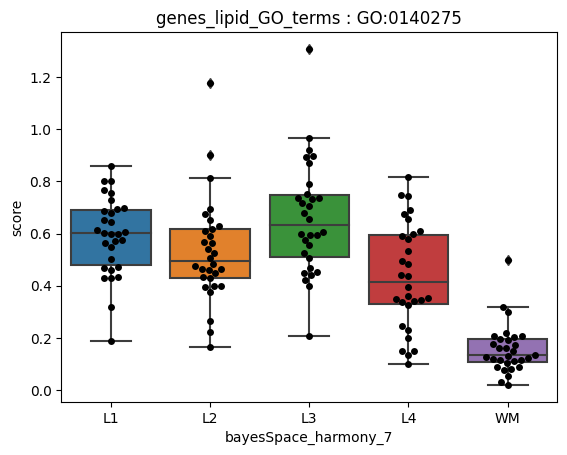 genes_lipid_GO_terms : GO:0140275
1.2
1.0
0.8
0.6
0.4
0.2
0.0
score
L1 L2 L3 L4 WM
bayesSpace_harmony_7